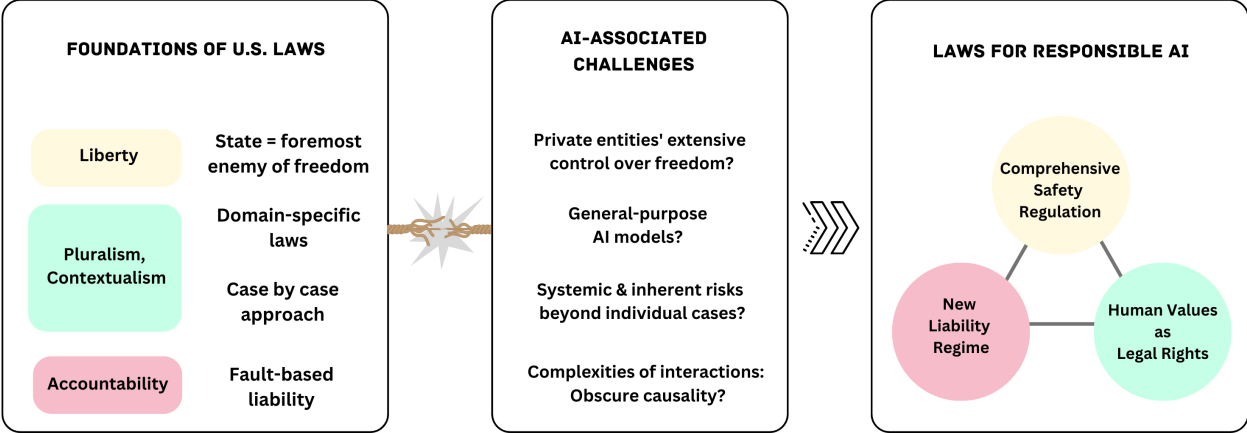 FOUNDATIONS OF U.S. LAWS
Liberty
State = foremost
enemy of freedom
Pluralism,
Contextualism
Domain-specific
laws
Case by case
approach
Accountability
Fault-based
liability
AI-ASSOCIATED
CHALLENGES
Private entities' extensive
control over freedom?
General-purpose
AI models?
Systemic & inherent risks
beyond individual cases?
Complexities of interactions:
Obscure causality?
LAWS FOR RESPONSIBLE AI
Comprehensive
Safety
Regulation
New
Liability
Regime
Human Values
as
Legal Rights